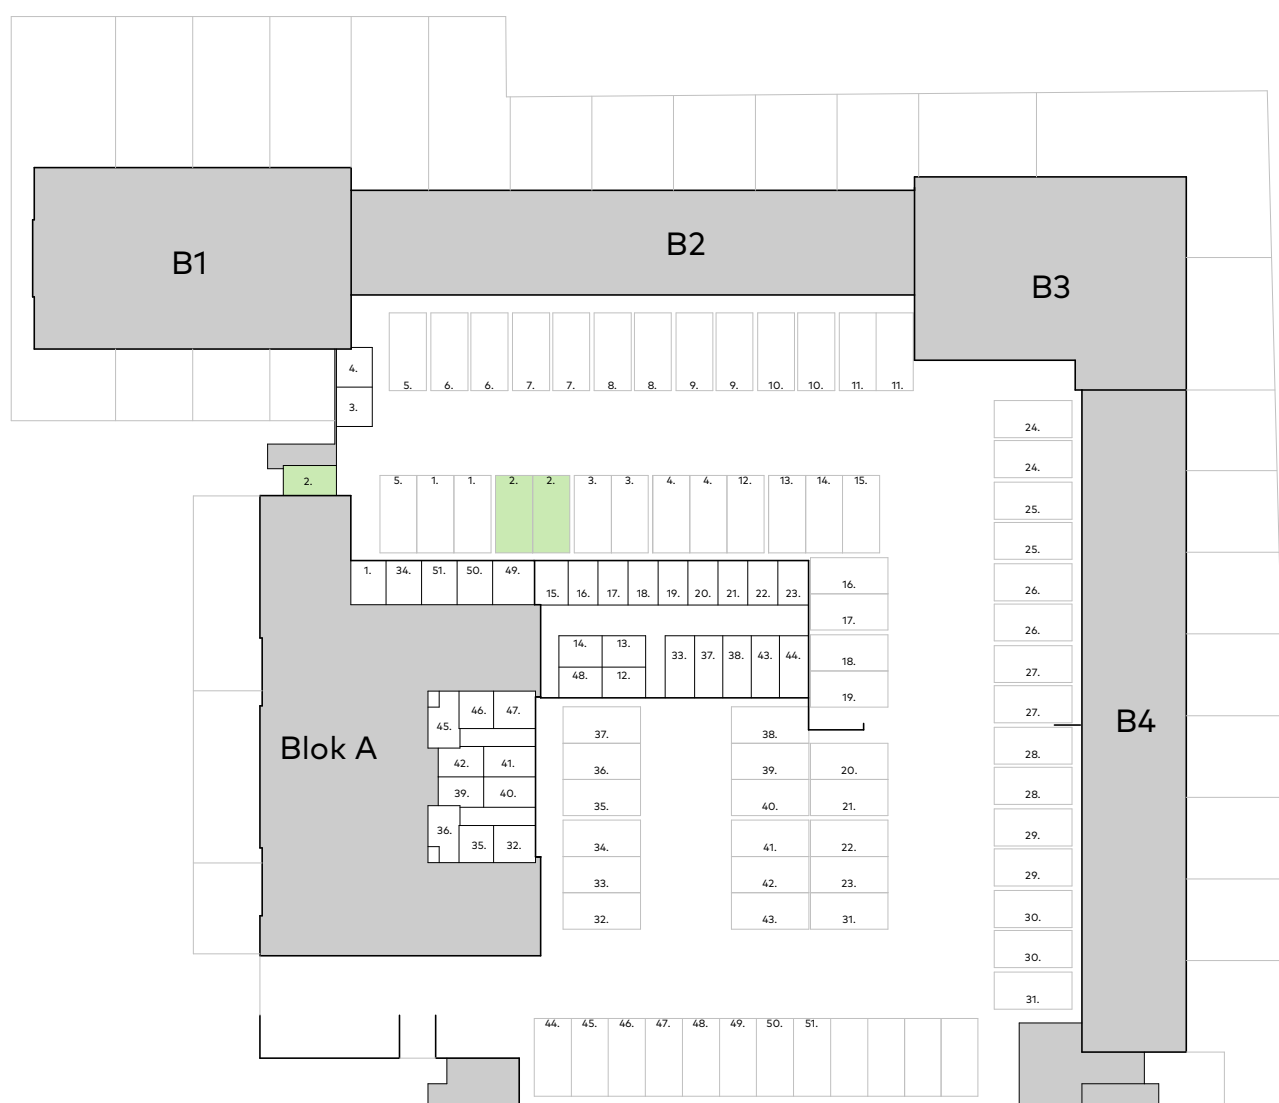 B1
B2
B3
4.
3.
5. 6. 6. 7. 7. 8. 8. 9. 9. 10. 10. 11. 11.
24.
24.
25.
25.
26.
26.
27.
27.
28.
28.
29.
29.
30.
30.
31.
B4
2.
5. 1. 1. 2. 2. 3. 3. 4. 4. 12. 13. 14. 15.
1. 34. 51. 50. 49.
15. 16. 17. 18. 19. 20. 21. 22. 23.
16.
17.
18.
19.
14. 13.
48. 12.
33. 37. 38. 43. 44.
Blok A
45. 46. 47.
42. 41.
39. 40.
36. 35. 32.
37.
36.
35.
34.
33.
32.
38.
39. 20.
40. 21.
41. 22.
42. 23.
43. 31.
44. 45. 46. 47. 48. 49. 50. 51.